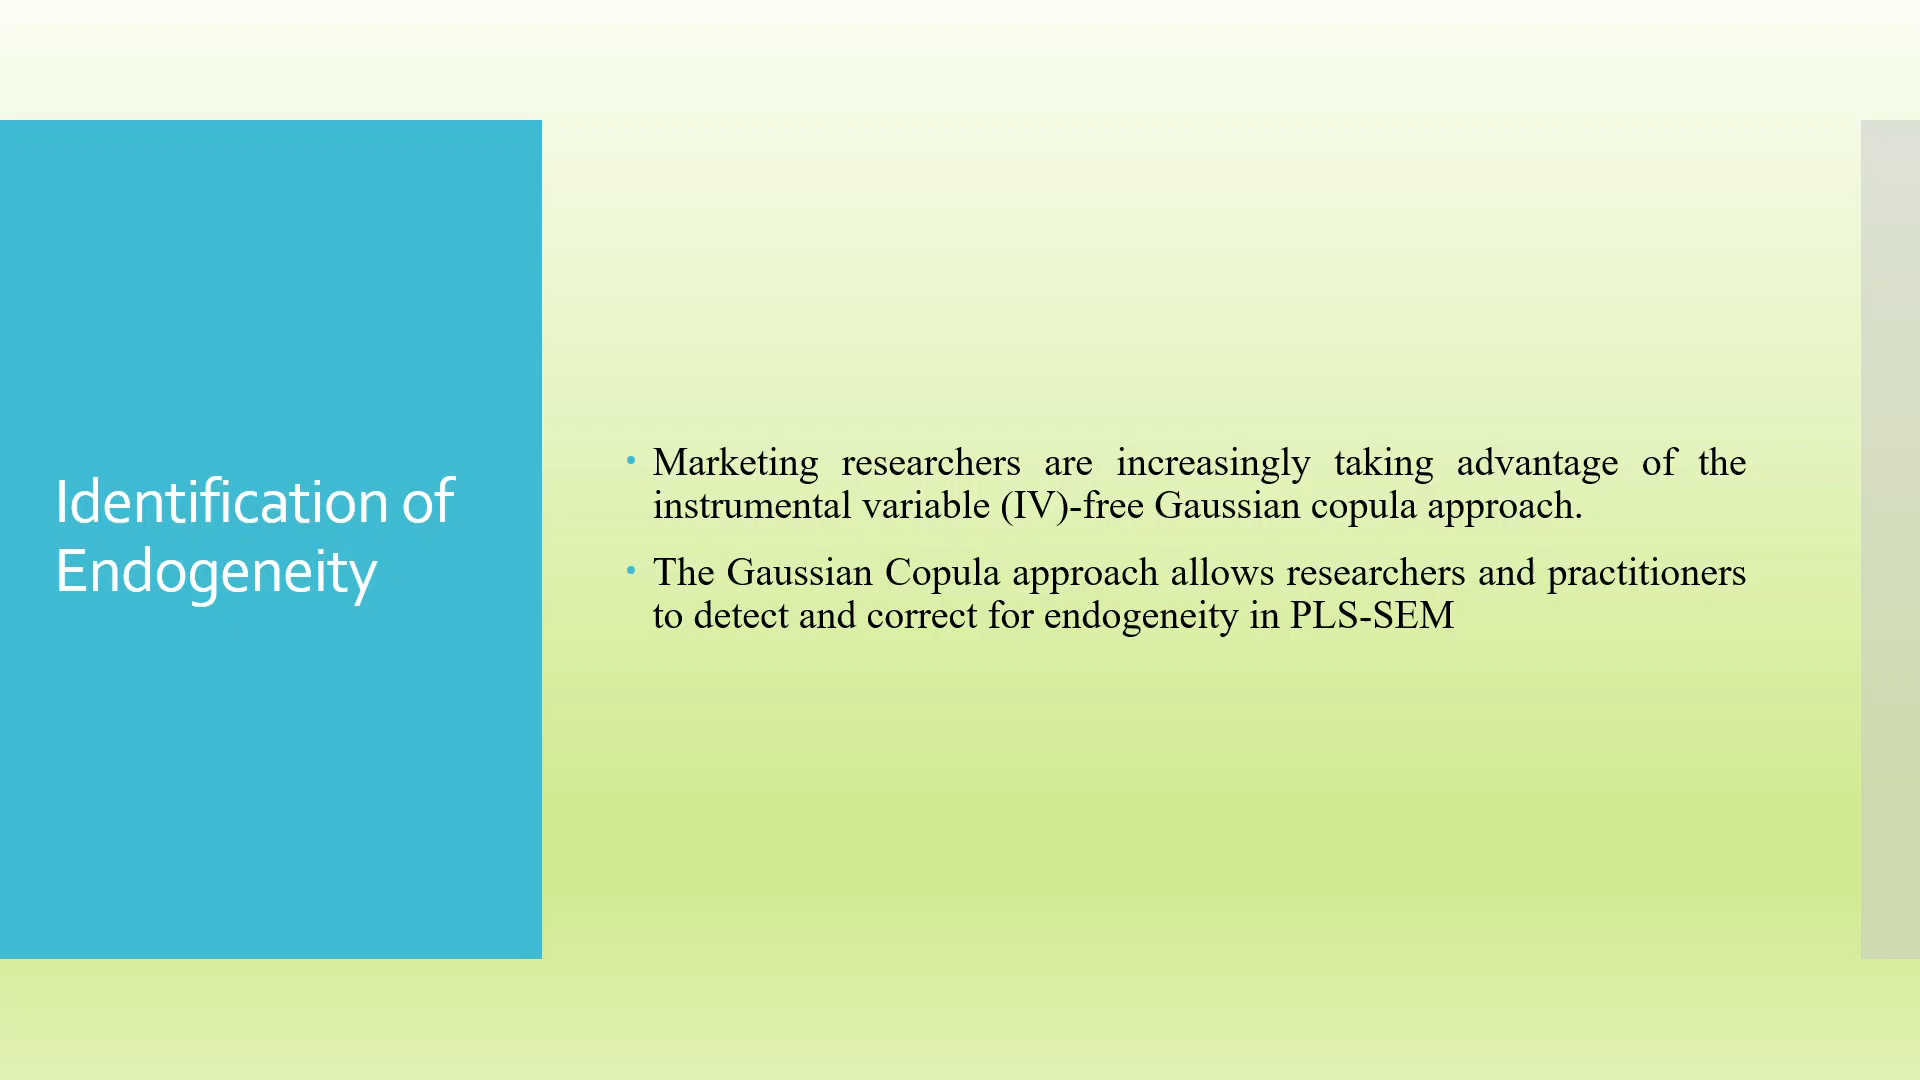 Identification of
Endogeneity
• Marketing researchers are increasingly taking advantage of the
instrumental variable (IV)-free Gaussian copula approach.
• The Gaussian Copula approach allows researchers and practitioners
to detect and correct for endogeneity in PLS-SEM